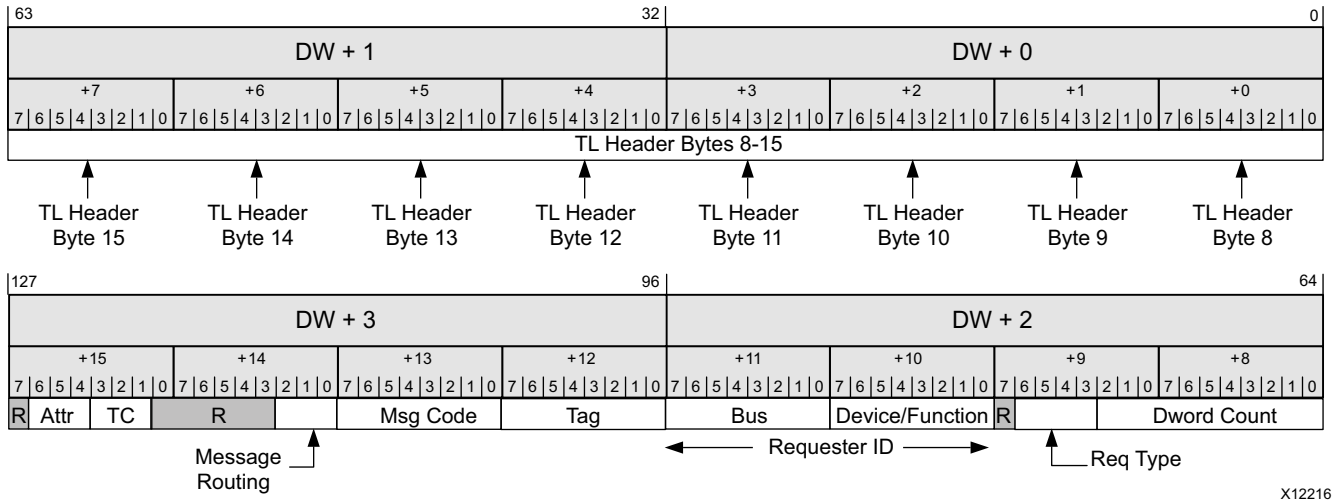 63 32 0
DW + 1 DW + 0
+7 +6 +5 +4 +3 +2 +1 +0
7 6 5 4 3 2 1 0 7 6 5 4 3 2 1 0 7 6 5 4 3 2 1 0 7 6 5 4 3 2 1 0 7 6 5 4 3 2 1 0 7 6 5 4 3 2 1 0 7 6 5 4 3 2 1 0 7 6 5 4 3 2 1 0
TL Header Bytes 8-15
TL Header TL Header TL Header TL Header TL Header TL Header TL Header TL Header
Byte 15 Byte 14 Byte 13 Byte 12 Byte 11 Byte 10 Byte 9 Byte 8
127 96 64
DW + 3 DW + 2
+15 +14 +13 +12 +11 +10 +9 +8
7 6 5 4 3 2 1 0 7 6 5 4 3 2 1 0 7 6 5 4 3 2 1 0 7 6 5 4 3 2 1 0 7 6 5 4 3 2 1 0 7 6 5 4 3 2 1 0 7 6 5 4 3 2 1 0 7 6 5 4 3 2 1 0
R Attr TC R Msg Code Tag Bus Device/Function R Dword Count
Message Requester ID Req Type
Routing
X12216